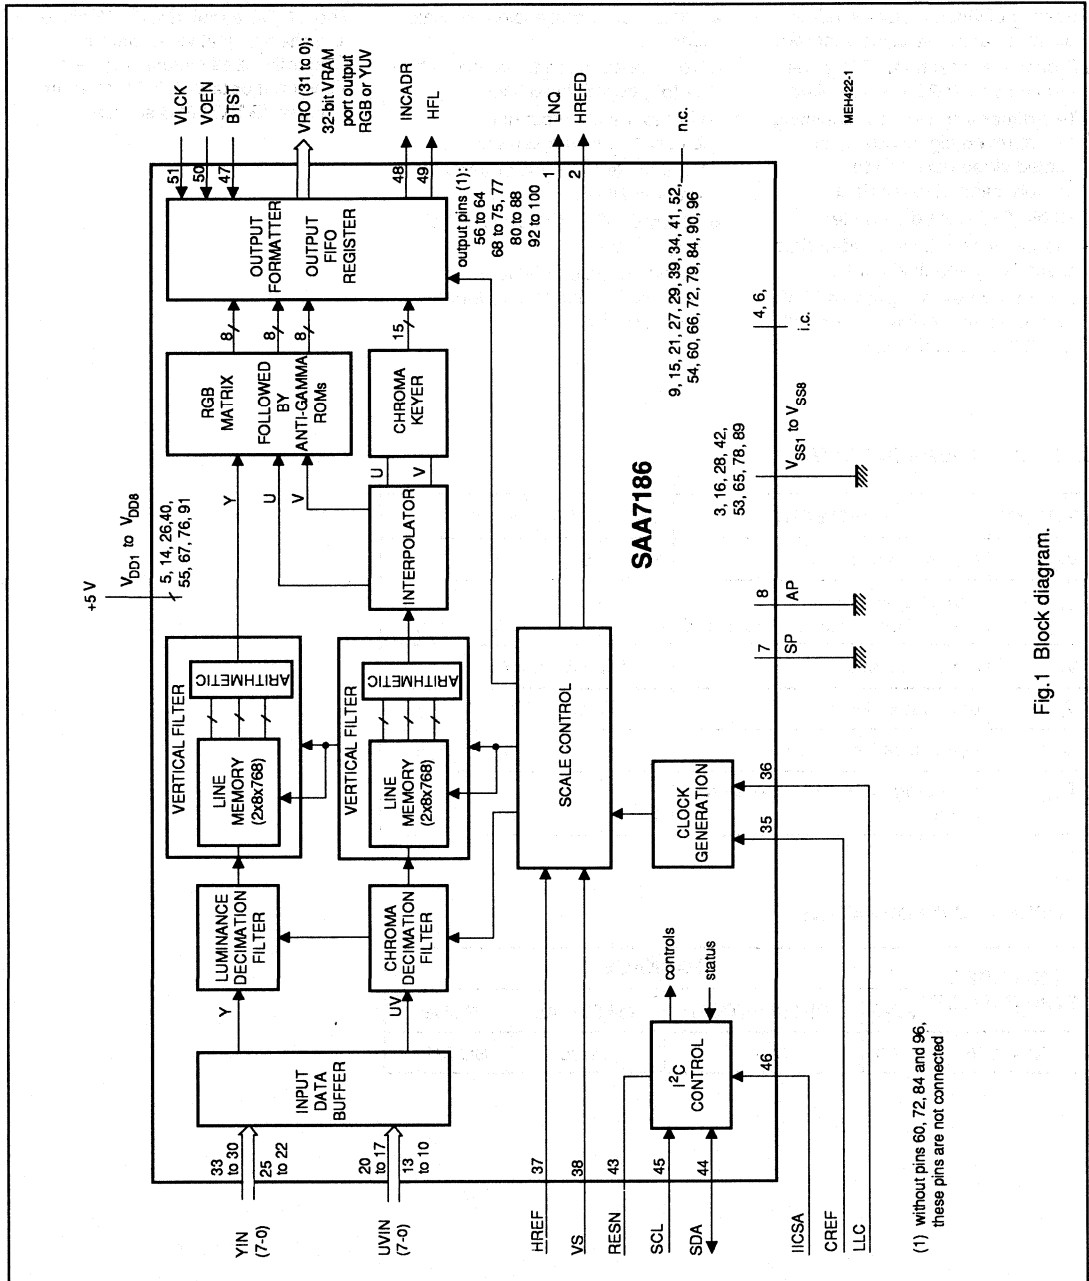 +5 V
VDD1 to VDD8
5, 14, 26,40,
55, 67, 76, 91
YIN
(7-0)
33
to 30
25
to 22
UVIN
(7-0)
20
to 17
13
to 10
INPUT
DATA
BUFFER
Y
UV
LUMINANCE
DECIMATION
FILTER
CHROMA
DECIMATION
FILTER
VERTICAL FILTER
LINE
MEMORY
(2x8x768)
ARITHMETIC
VERTICAL FILTER
LINE
MEMORY
(2x8x768)
ARITHMETIC
Y
U
V
INTERPOLATOR
U
V
RGB
MATRIX
FOLLOWED
BY
ANTI-GAMMA
ROMs
CHROMA
KEYER
8
8
8
15
OUTPUT
FORMATTER
OUTPUT
FIFO
REGISTER
51
VLCK
50
VOEN
47
BTST
VRO (31 to 0);
32-bit VRAM
port output
RGB or YUV
48
INCADR
49
HFL
output pins (1):
56 to 64
68 to 75, 77
80 to 88
92 to 100
SCALE CONTROL
1
LNQ
2
HREFD
HREF
37
VS
38
RESN
43
SCL
45
SDA
44
I2C
CONTROL
controls
status
46
IICSA
CREF
LLC
CLOCK
GENERATION
35
36
SAA7186
9, 15, 21, 27, 29, 39, 34, 41, 52,
54, 60, 66, 72, 79, 84, 90, 96
n.c.
7
SP
8
AP
3, 16, 28, 42,
53, 65, 78, 89
VSS1 to VSS8
4, 6,
i.c.
MEH422-1
(1) without pins 60, 72, 84 and 96,
these pins are not connected
Fig.1 Block diagram.